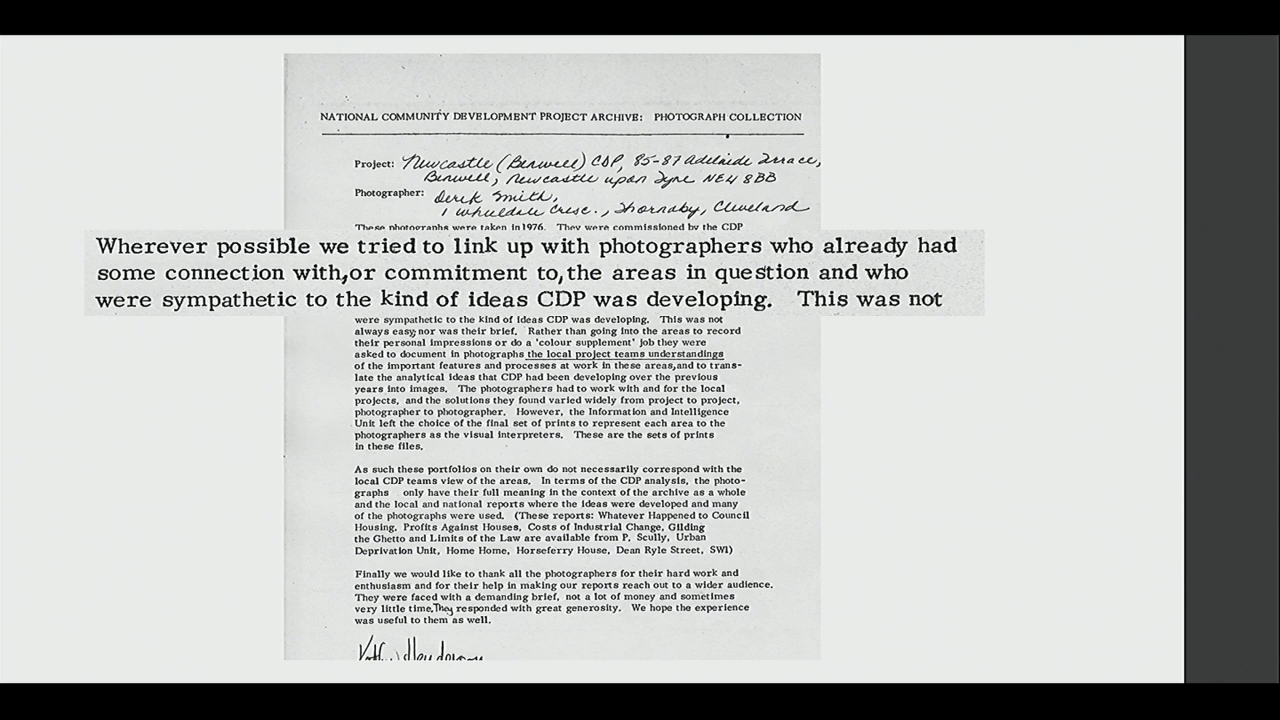 NATIONAL COMMUNITY DEVELOPMENT PROJECT ARCHIVE: PHOTOGRAPH COLLECTION
Project: Newcastle (Benwell) CDP, 85-87 Adelaide Terrace,
Benwell, Newcastle upon Tyne NE4 8BB
Photographer: Derek Smith,
1 Whuldale Cresc., Thornaby, Cleveland
These photographs were taken in 1976. They were commissioned by the CDP
Wherever possible we tried to link up with photographers who already had
some connection with, or commitment to, the areas in question and who
were sympathetic to the kind of ideas CDP was developing. This was not
were sympathetic to the kind of ideas CDP was developing. This was not
always easy; nor was their brief. Rather than going into the areas to record
their personal impressions or do a 'colour supplement' job they were
asked to document in photographs the local project teams understandings
of the important features and processes at work in these areas, and to trans-
late the analytical ideas that CDP had been developing over the previous
years into images. The photographers had to work with and for the local
projects, and the solutions they found varied widely from project to project,
photographer to photographer. However, the Information and Intelligence
Unit left the choice of the final set of prints to represent each area to the
photographers as the visual interpreters. These are the sets of prints
in these files.
As such these portfolios on their own do not necessarily correspond with the
local CDP teams view of the areas. In terms of the CDP analysis, the photo-
graphs only have their full meaning in the context of the archive as a whole
and the local and national reports where the ideas were developed and many
of the photographs were used. (These reports: Whatever Happened to Council
Housing, Profits Against Houses, Costs of Industrial Change, Gilding
the Ghetto and Limits of the Law are available from P. Scully, Urban
Deprivation Unit, Home Home, Horseferry House, Dean Ryle Street, SW1)
Finally we would like to thank all the photographers for their hard work and
enthusiasm and for their help in making our reports reach out to a wider audience.
They were faced with a demanding brief, not a lot of money and sometimes
very little time. They responded with great generosity. We hope the experience
was useful to them as well.